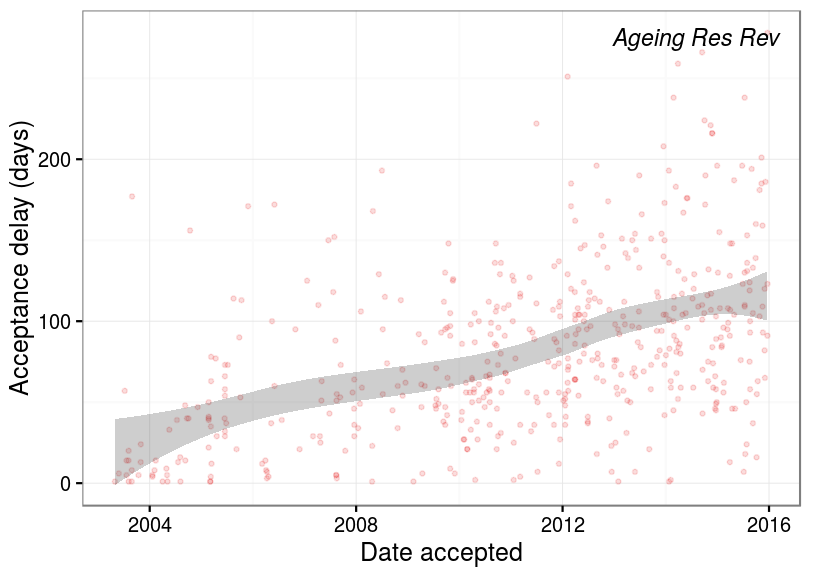 Ageing Res Rev
Acceptance delay (days)
200
100
0
2004
2008
2012
2016
Date accepted